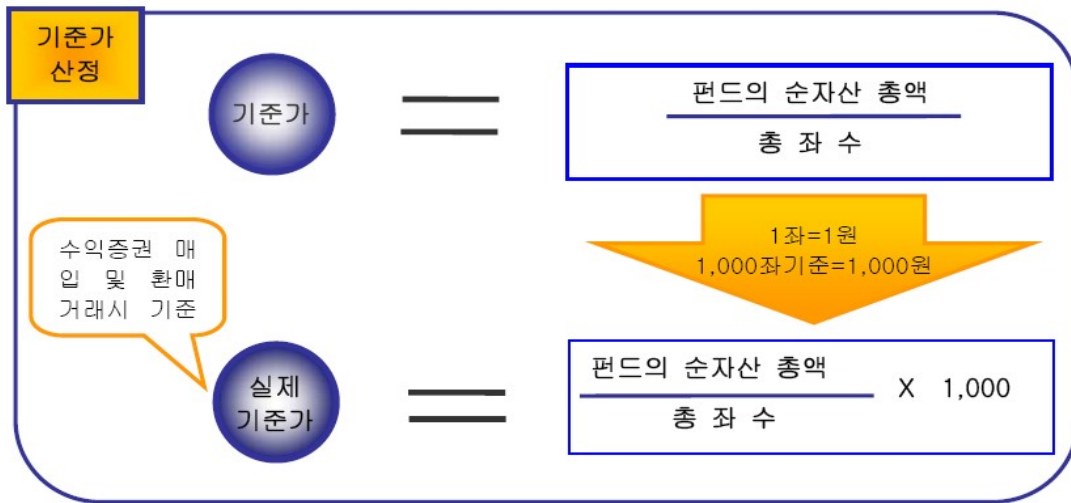 기준가
산정
기준가
펀드의 순자산 총액
총 좌 수
1좌=1원
1,000좌기준=1,000원
수익증권 매
입 및 환매
거래시 기준
실제
기준가
펀드의 순자산 총액
총 좌 수
X 1,000